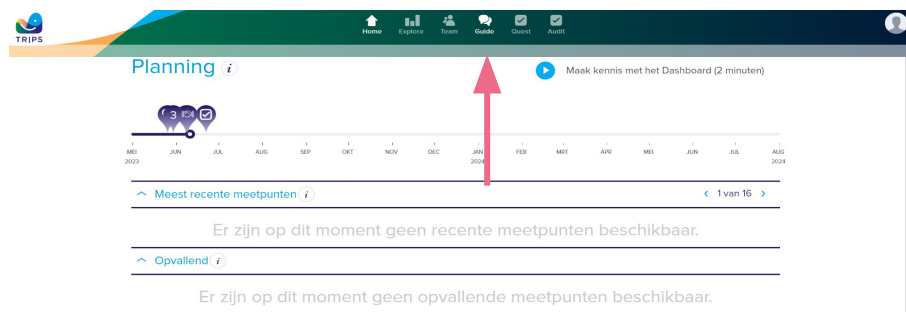 TRIPS
Home Explore Team Guide Quest Audit
Planning i
Maak kennis met het Dashboard (2 minuten)
3
MEI JUN JUL AUG SEP OKT NOV DEC JAN FEB MRT APR MEI JUN JUL AUG
2023 2024 2024
Meest recente meetpunten i
1 van 16
Er zijn op dit moment geen recente meetpunten beschikbaar.
Opvallend i
Er zijn op dit moment geen opvallende meetpunten beschikbaar.